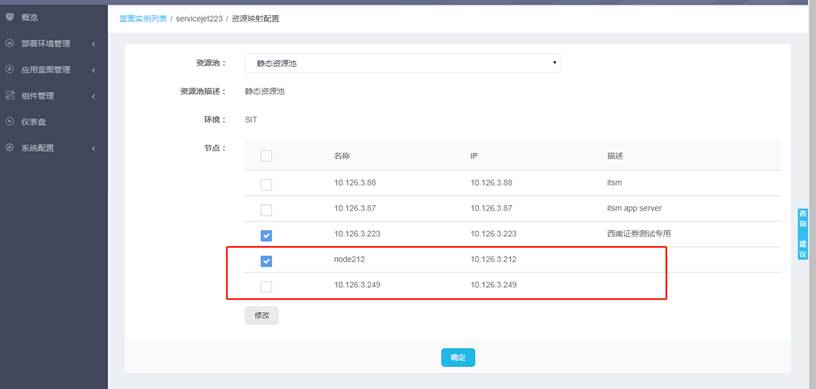 概览
部署环境管理
应用蓝图管理
组件管理
仪表盘
系统配置
蓝图实例列表 / servicejet223 / 资源映射配置
资源池： 静态资源池
资源池描述： 静态资源池
环境： SIT
节点：
名称 IP 描述
10.126.3.88 10.126.3.88 itsm
10.126.3.87 10.126.3.87 itsm app server
10.126.3.223 10.126.3.223 西南证券测试专用
node212 10.126.3.212
10.126.3.249 10.126.3.249
修改
确定
咨询·建议